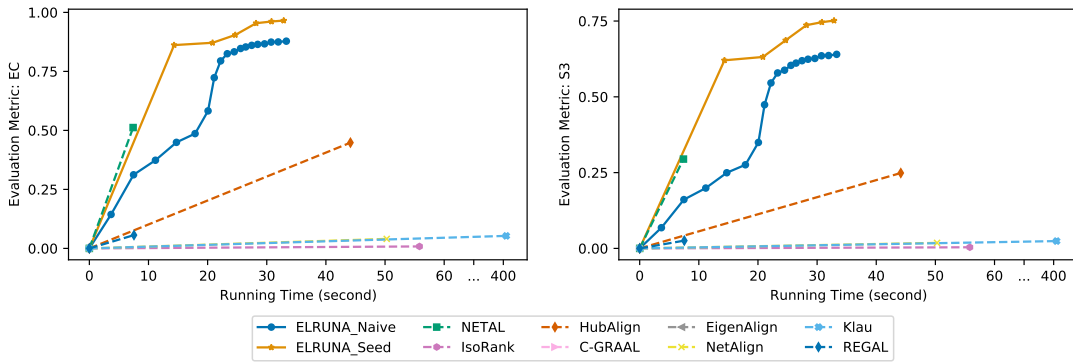 Evaluation Metric: EC
1.00
0.75
0.50
0.25
0.00
0 10 20 30 40 50 60 ... 400
Running Time (second)
Evaluation Metric: S3
0.75
0.50
0.25
0.00
0 10 20 30 40 50 60 ... 400
Running Time (second)
ELRUNA_Naive NETAL HubAlign EigenAlign Klau
ELRUNA_Seed IsoRank C-GRAAL NetAlign REGAL